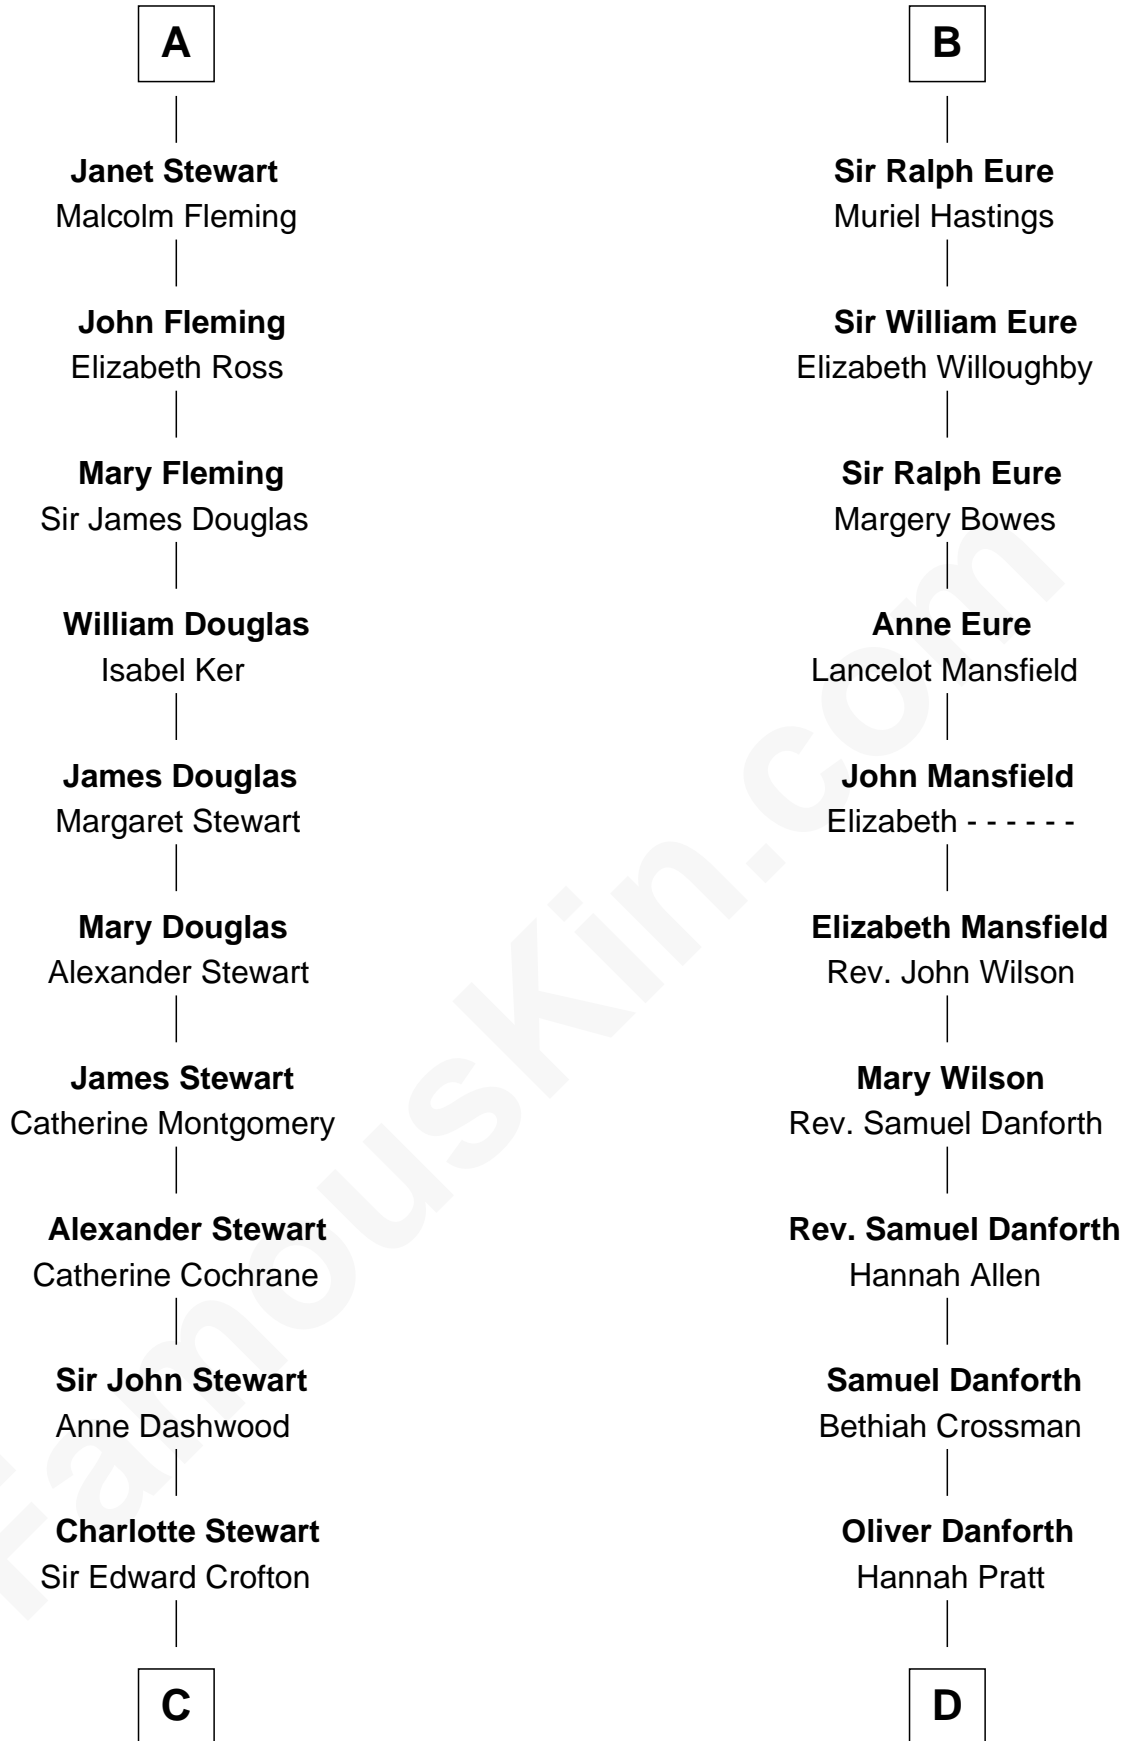 A
Janet Stewart
Malcolm Fleming
John Fleming
Elizabeth Ross
Mary Fleming
Sir James Douglas
William Douglas
Isabel Ker
James Douglas
Margaret Stewart
Mary Douglas
Alexander Stewart
James Stewart
Catherine Montgomery
Alexander Stewart
Catherine Cochrane
Sir John Stewart
Anne Dashwood
Charlotte Stewart
Sir Edward Crofton
C
B
Sir Ralph Eure
Muriel Hastings
Sir William Eure
Elizabeth Willoughby
Sir Ralph Eure
Margery Bowes
Anne Eure
Lancelot Mansfield
John Mansfield
Elizabeth - - - - - -
Elizabeth Mansfield
Rev. John Wilson
Mary Wilson
Rev. Samuel Danforth
Rev. Samuel Danforth
Hannah Allen
Samuel Danforth
Bethiah Crossman
Oliver Danforth
Hannah Pratt
D
FamousKin.com